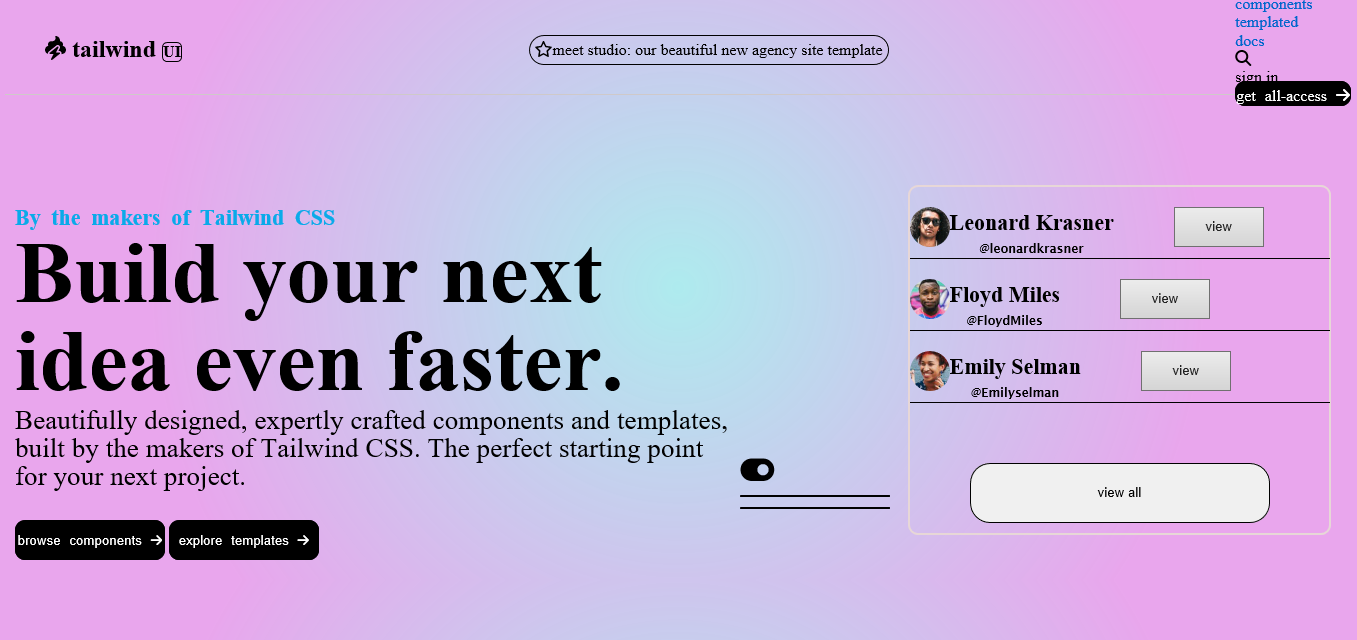 tailwind UI
meet studio: our beautiful new agency site template
components
templated
docs
sign in
get all-access
By the makers of Tailwind CSS
Build your next
idea even faster.
Beautifully designed, expertly crafted components and templates,
built by the makers of Tailwind CSS. The perfect starting point
for your next project.
browse components
explore templates
Leonard Krasner
@leonardkrasner
view
Floyd Miles
@FloydMiles
view
Emily Selman
@Emilyselman
view
view all